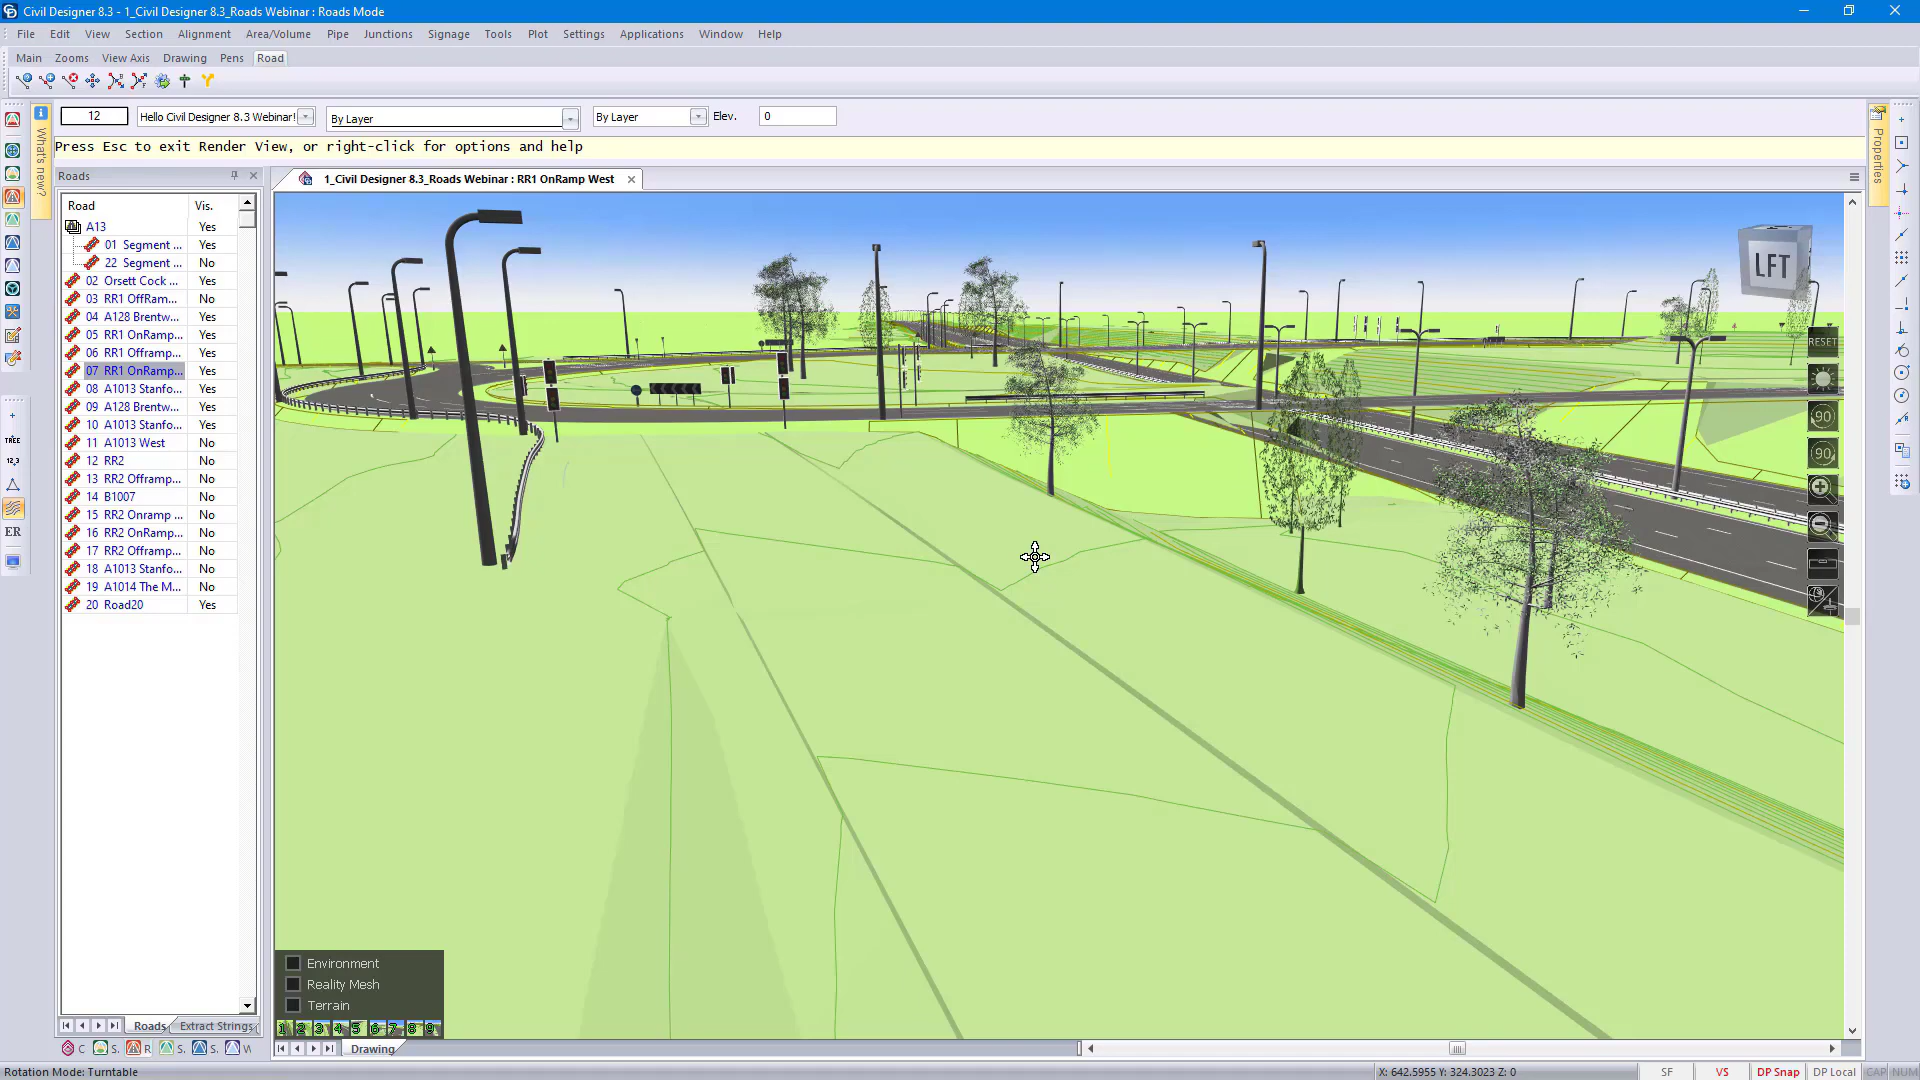 Civil Designer 8.3 - 1_Civil Designer 8.3_Roads Webinar : Roads Mode
File Edit View Section Alignment Area/Volume Pipe Junctions Signage Tools Plot Settings Applications Window Help
Main Zooms View Axis Drawing Pens Road
12 Hello Civil Designer 8.3 Webinar! By Layer By Layer Elev. 0
Press Esc to exit Render View, or right-click for options and help
What's new?
Properties
Roads
1_Civil Designer 8.3_Roads Webinar : RR1 OnRamp West
Road Vis.
A13 Yes
01 Segment ... Yes
22 Segment ... No
02 Orsett Cock ... Yes
03 RR1 OffRam... No
04 A128 Brentw... Yes
05 RR1 OnRamp... Yes
06 RR1 Offramp... Yes
07 RR1 OnRamp... Yes
08 A1013 Stanfo... Yes
09 A128 Brentw... Yes
10 A1013 Stanfo... Yes
11 A1013 West No
12 RR2 No
13 RR2 Offramp... No
14 B1007 No
15 RR2 Onramp ... No
16 RR2 OnRamp... No
17 RR2 Offramp... No
18 A1013 Stanfo... No
19 A1014 The M... No
20 Road20 Yes
TREE
12.3
ER
LFT
RESET
90
90
Environment
Reality Mesh
Terrain
1 2 3 4 5 6 7 8 9
Roads Extract Strings
C S. R S. S.
Drawing
Rotation Mode: Turntable
X: 642.5955 Y: 324.3023 Z: 0
SF VS DP Snap DP Local CAP NUM